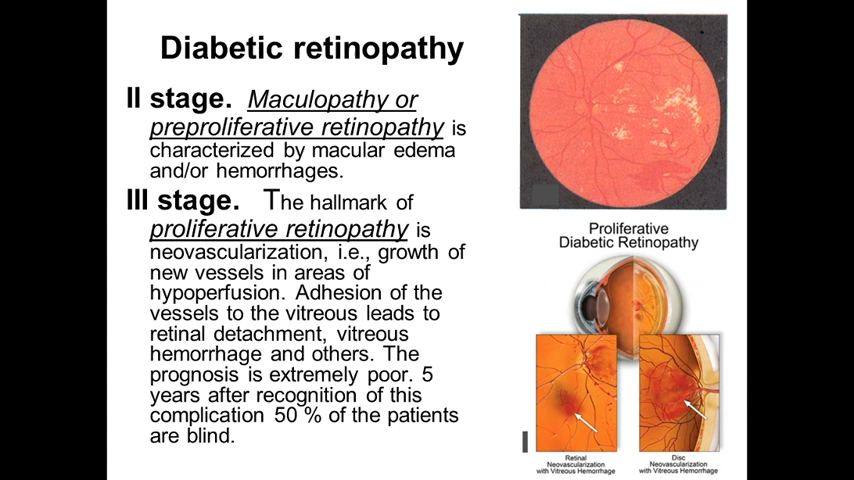 Diabetic retinopathy
II stage. Maculopathy or
preproliferative retinopathy is
characterized by macular edema
and/or hemorrhages.
III stage. The hallmark of
proliferative retinopathy is
neovascularization, i.e., growth of
new vessels in areas of
hypoperfusion. Adhesion of the
vessels to the vitreous leads to
retinal detachment, vitreous
hemorrhage and others. The
prognosis is extremely poor. 5
years after recognition of this
complication 50 % of the patients
are blind.
Proliferative
Diabetic Retinopathy
Retinal
Neovascularization
with Vitreous Hemorrhage
Disc
Neovascularization
with Vitreous Hemorrhage